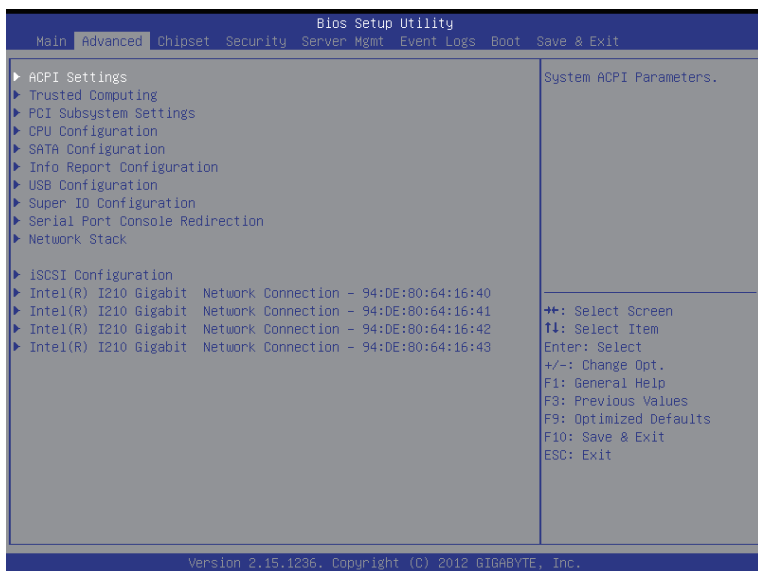 Bios Setup Utility
Main Advanced Chipset Security Server Mgmt Event Logs Boot Save & Exit
ACPI Settings
Trusted Computing
PCI Subsystem Settings
CPU Configuration
SATA Configuration
Info Report Configuration
USB Configuration
Super IO Configuration
Serial Port Console Redirection
Network Stack
iSCSI Configuration
Intel(R) I210 Gigabit Network Connection - 94:DE:80:64:16:40
Intel(R) I210 Gigabit Network Connection - 94:DE:80:64:16:41
Intel(R) I210 Gigabit Network Connection - 94:DE:80:64:16:42
Intel(R) I210 Gigabit Network Connection - 94:DE:80:64:16:43
System ACPI Parameters.
→←: Select Screen
↑↓: Select Item
Enter: Select
+/-: Change Opt.
F1: General Help
F3: Previous Values
F9: Optimized Defaults
F10: Save & Exit
ESC: Exit
Version 2.15.1236. Copyright (C) 2012 GIGABYTE, Inc.